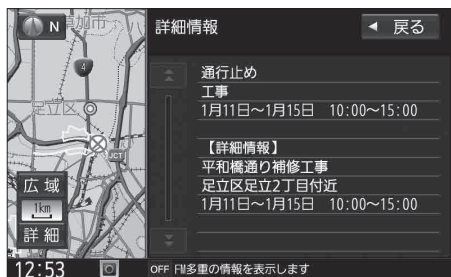 N
草加市
詳細情報
戻る
4
足立区
JCT
通行止め
工事
1月11日～1月15日 10:00～15:00
【詳細情報】
平和橋通り補修工事
足立区足立2丁目付近
1月11日～1月15日 10:00～15:00
広域
1km
詳細
12:53
OFF FM多重の情報を表示します